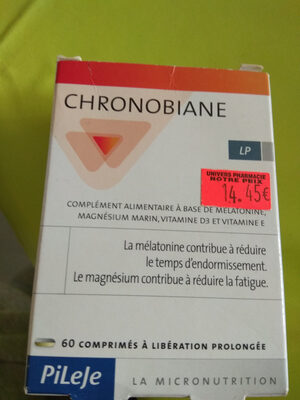 CHRONOBIANE
LP
UNIVERS PHARMACIE
NOTRE PRIX
14.45€
COMPLÉMENT ALIMENTAIRE À BASE DE MÉLATONINE,
MAGNÉSIUM MARIN, VITAMINE D3 ET VITAMINE E
La mélatonine contribue à réduire
le temps d'endormissement.
Le magnésium contribue à réduire la fatigue.
60 COMPRIMÉS À LIBÉRATION PROLONGÉE
PiLeJe
LA MICRONUTRITION